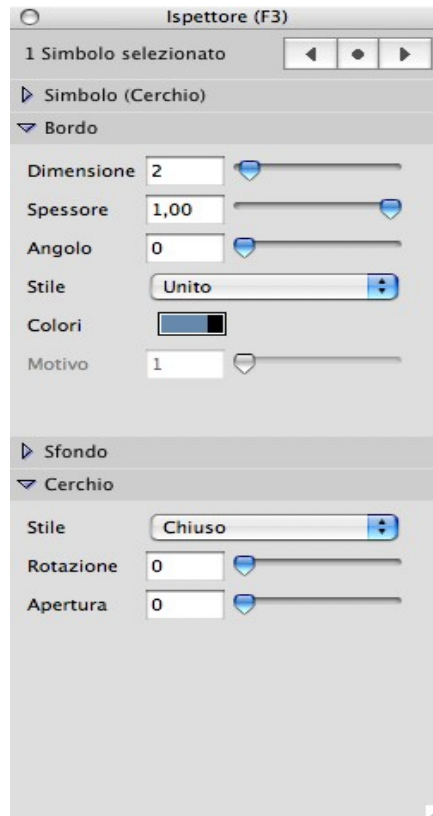 Ispettore (F3)
1 Simbolo selezionato
Simbolo (Cerchio)
Bordo
Dimensione 2
Spessore 1,00
Angolo 0
Stile Unito
Colori
Motivo 1
Sfondo
Cerchio
Stile Chiuso
Rotazione 0
Apertura 0